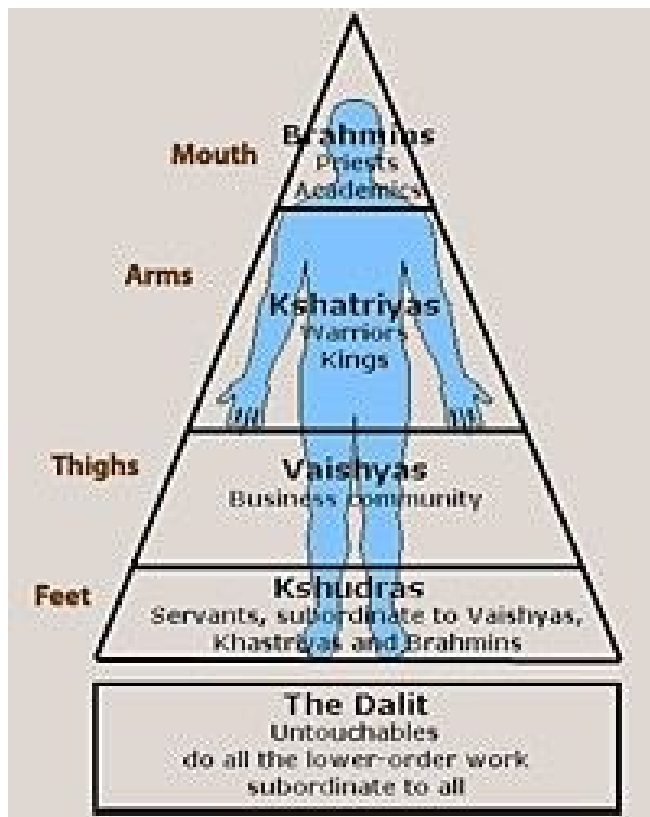 Mouth
Brahmins
Priests
Academics
Arms
Kshatriyas
Warriors
Kings
Thighs
Vaishyas
Business community
Feet
Kshudras
Servants, subordinate to Vaishyas,
Khastriyas and Brahmins
The Dalit
Untouchables
do all the lower-order work
subordinate to all